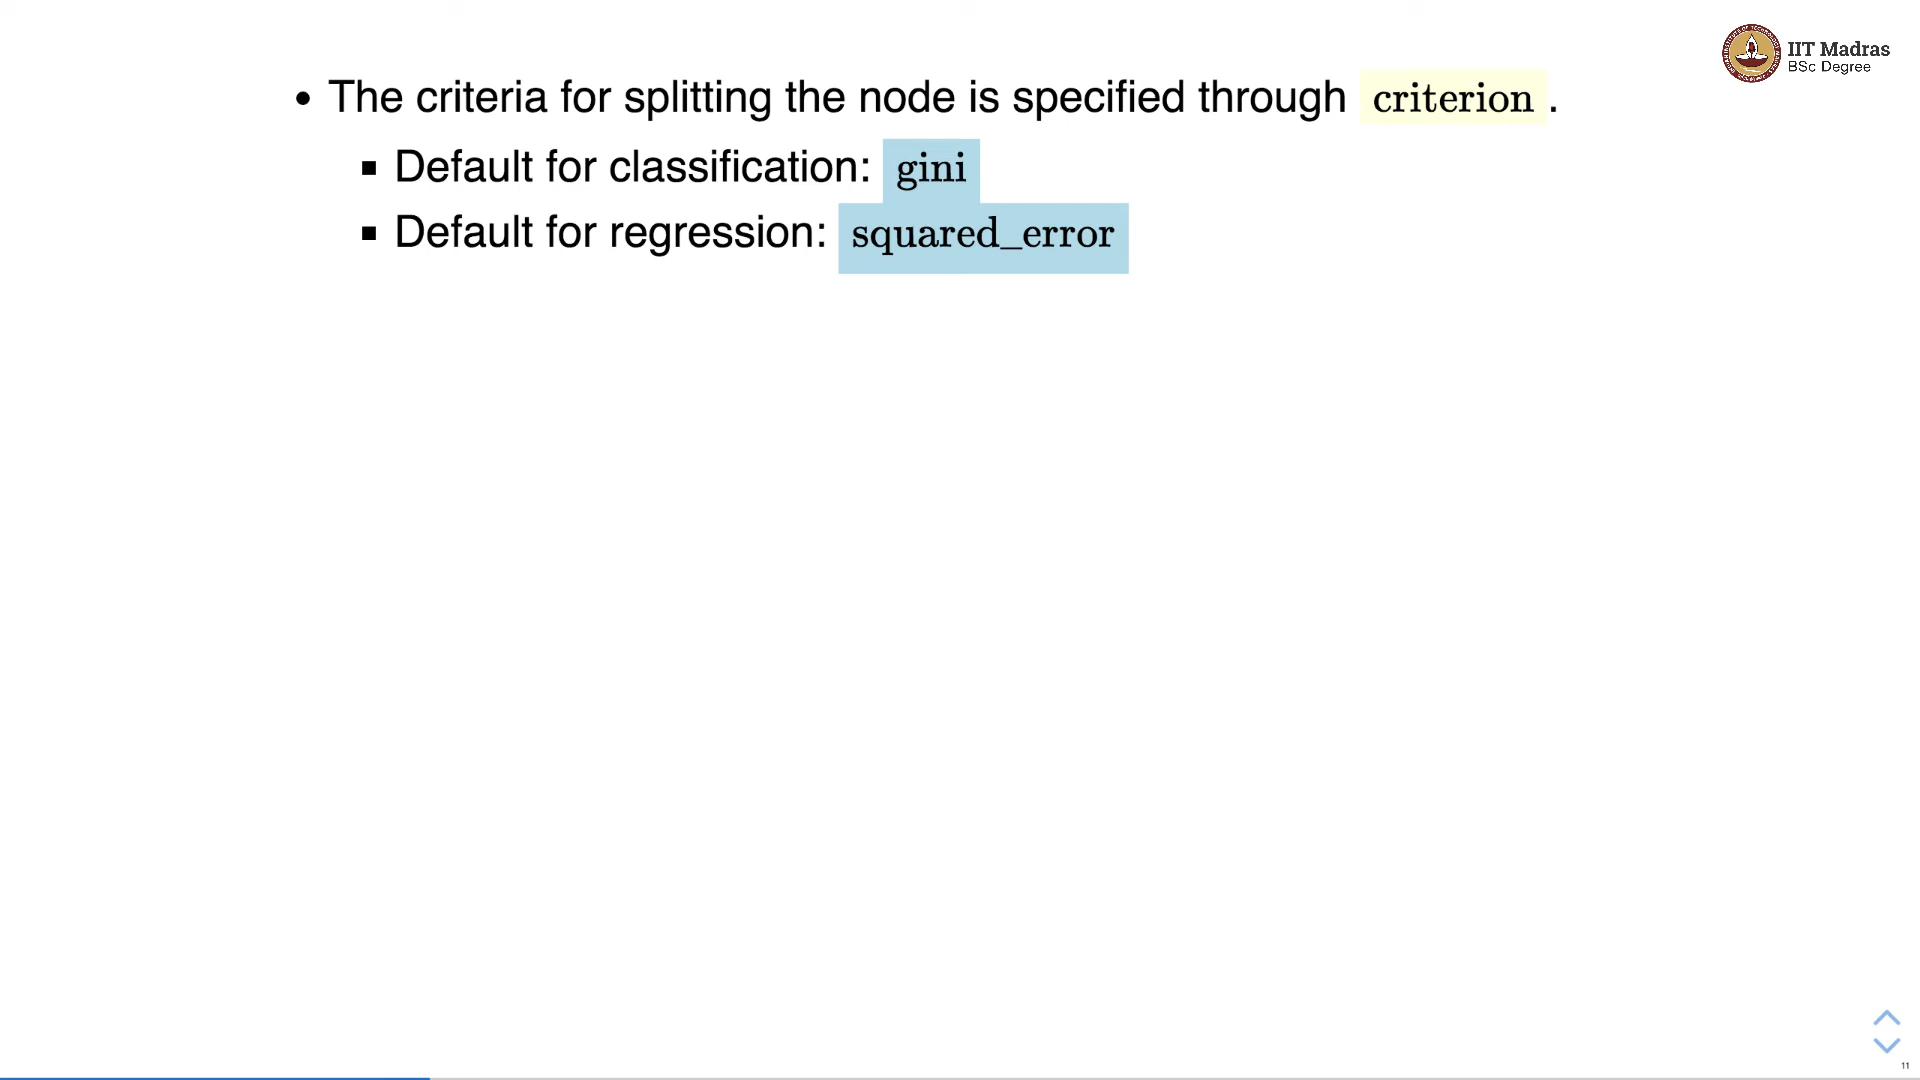 IIT Madras
BSc Degree
• The criteria for splitting the node is specified through criterion.
▪ Default for classification: gini
▪ Default for regression: squared_error
11